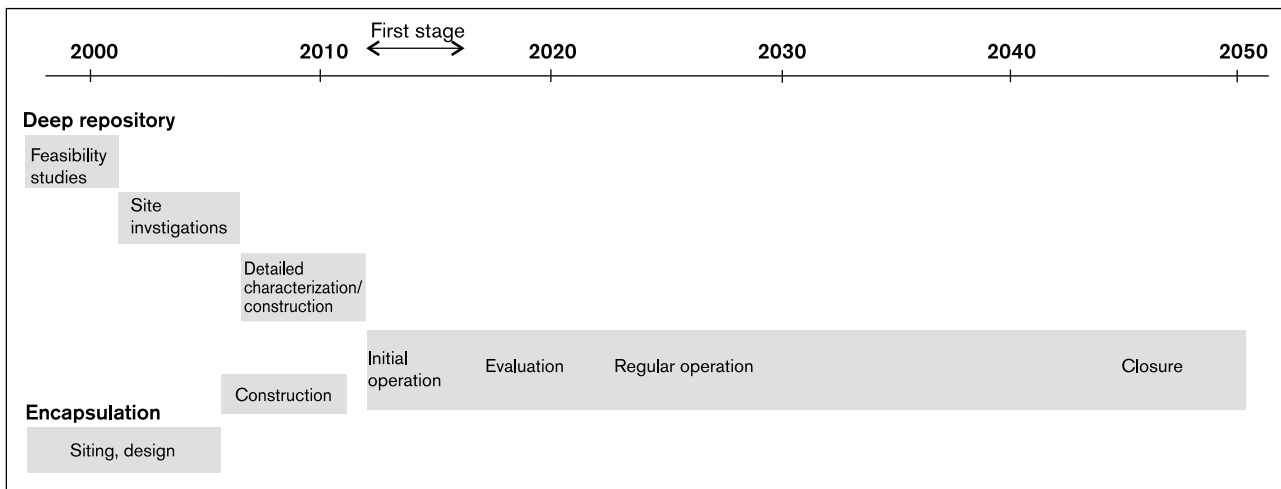 First stage
2000 2010 2020 2030 2040 2050
Deep repository
Feasibility
studies
Site
invstigations
Detailed
characterization/
construction
Initial
operation
Evaluation
Regular operation
Closure
Construction
Encapsulation
Siting, design